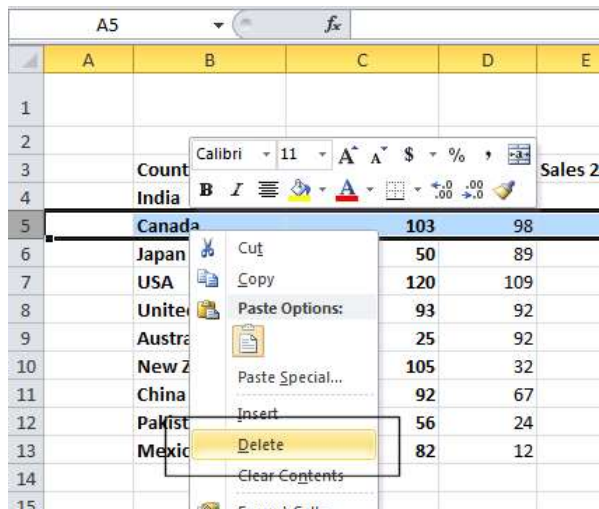 A5 fx
A B C D E
1
2
Calibri 11 A A $ % ,
3 Count Sales 2
B I A .00 .00
4 India
5 Canada 103 98
6 Japan 50 89
7 USA 120 109
8 Unite 93 92
9 Austra 25 92
10 New Z 105 32
11 China 92 67
12 Pakist 56 24
13 Mexic 82 12
14
15
Cut
Copy
Paste Options:
Paste Special...
Insert
Delete
Clear Contents